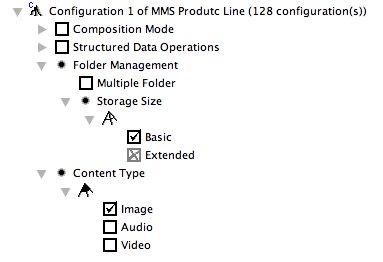 Configuration 1 of MMS Produtc Line (128 configuration(s))
Composition Mode
Structured Data Operations
Folder Management
Multiple Folder
Storage Size
Basic
Extended
Content Type
Image
Audio
Video